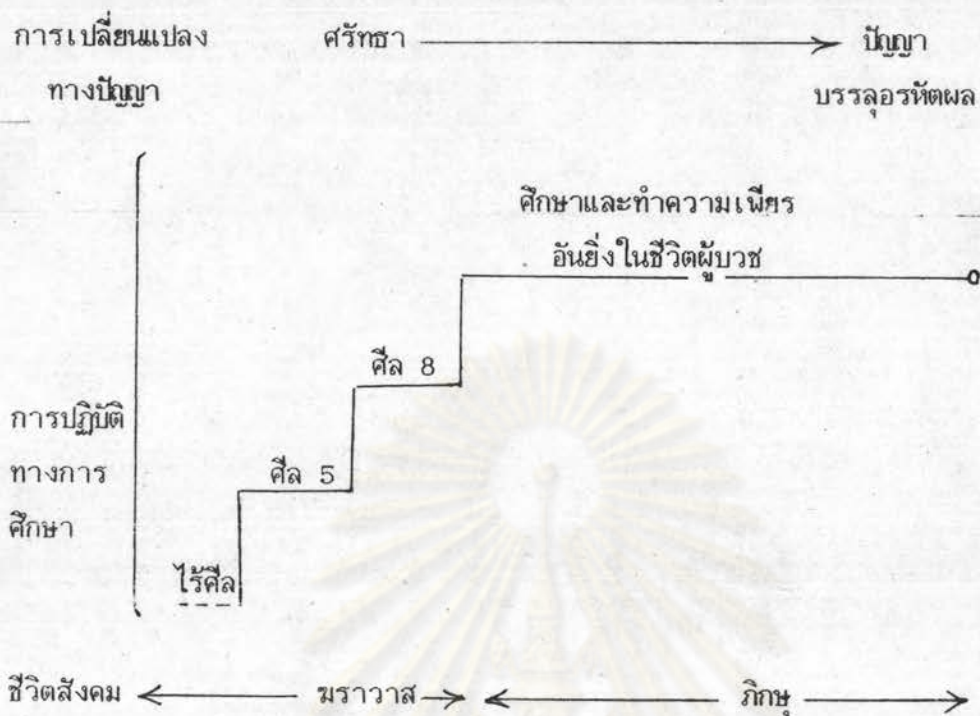 การเปลี่ยนแปลง ศรัทธา ปัญญา
ทางปัญญา บรรลุอรหัตผล
ศึกษาและทำความเพียร
อันยิ่งในชีวิตผู้บวช
ศีล 8
การปฏิบัติ
ทางการ ศีล 5
ศึกษา
ไร้ศีล
ชีวิตสังคม ฆราวาส ภิกษุ